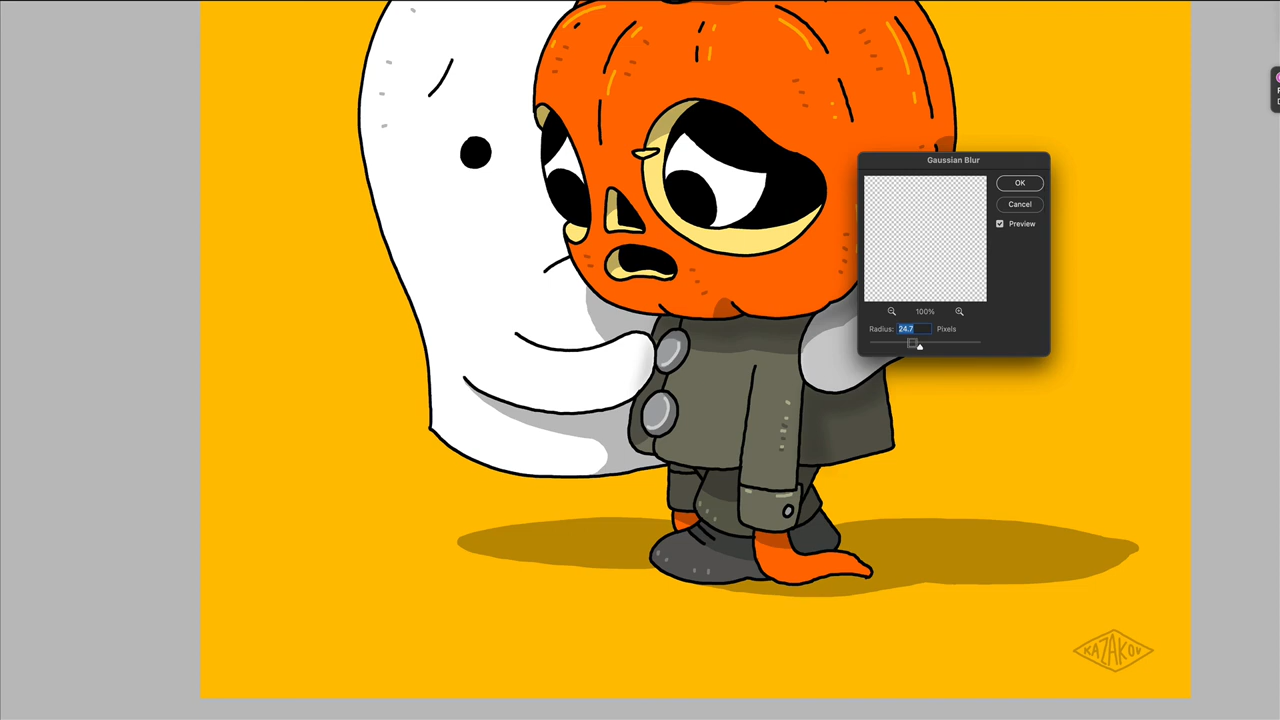 Gaussian Blur
OK
Cancel
Preview
100%
Radius: 24.7 Pixels
KAZAKOV